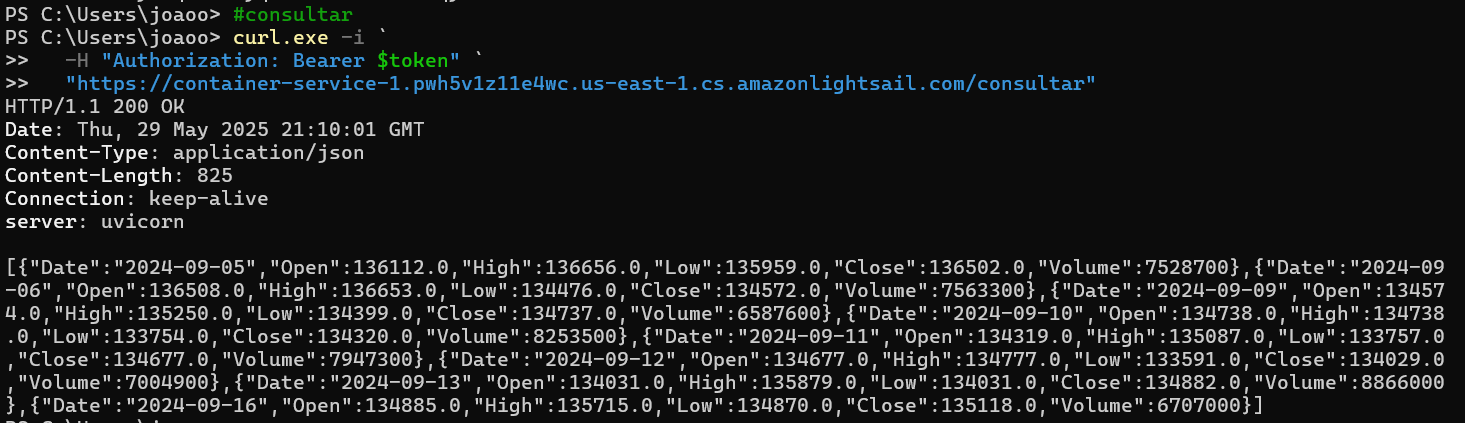 PS C:\Users\joaoo> #consultar
PS C:\Users\joaoo> curl.exe -i `
>>   -H "Authorization: Bearer $token" `
>>   "https://container-service-1.pwh5v1z11e4wc.us-east-1.cs.amazonlightsail.com/consultar"
HTTP/1.1 200 OK
Date: Thu, 29 May 2025 21:10:01 GMT
Content-Type: application/json
Content-Length: 825
Connection: keep-alive
server: uvicorn

[{"Date":"2024-09-05","Open":136112.0,"High":136656.0,"Low":135959.0,"Close":136502.0,"Volume":7528700},{"Date":"2024-09
-06","Open":136508.0,"High":136653.0,"Low":134476.0,"Close":134572.0,"Volume":7563300},{"Date":"2024-09-09","Open":13457
4.0,"High":135250.0,"Low":134399.0,"Close":134737.0,"Volume":6587600},{"Date":"2024-09-10","Open":134738.0,"High":134738
.0,"Low":133754.0,"Close":134320.0,"Volume":8253500},{"Date":"2024-09-11","Open":134319.0,"High":135087.0,"Low":133757.0
,"Close":134677.0,"Volume":7947300},{"Date":"2024-09-12","Open":134677.0,"High":134777.0,"Low":133591.0,"Close":134029.0
,"Volume":7004900},{"Date":"2024-09-13","Open":134031.0,"High":135879.0,"Low":134031.0,"Close":134882.0,"Volume":8866000
},{"Date":"2024-09-16","Open":134885.0,"High":135715.0,"Low":134870.0,"Close":135118.0,"Volume":6707000}]